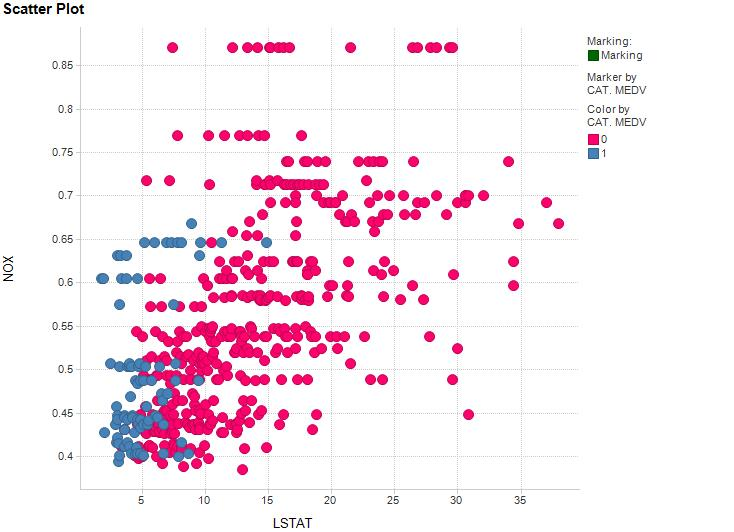 Scatter Plot
Marking:
Marking
Marker by
CAT. MEDV
Color by
CAT. MEDV
0
1
NOX
0.85
0.8
0.75
0.7
0.65
0.6
0.55
0.5
0.45
0.4
5 10 15 20 25 30 35
LSTAT